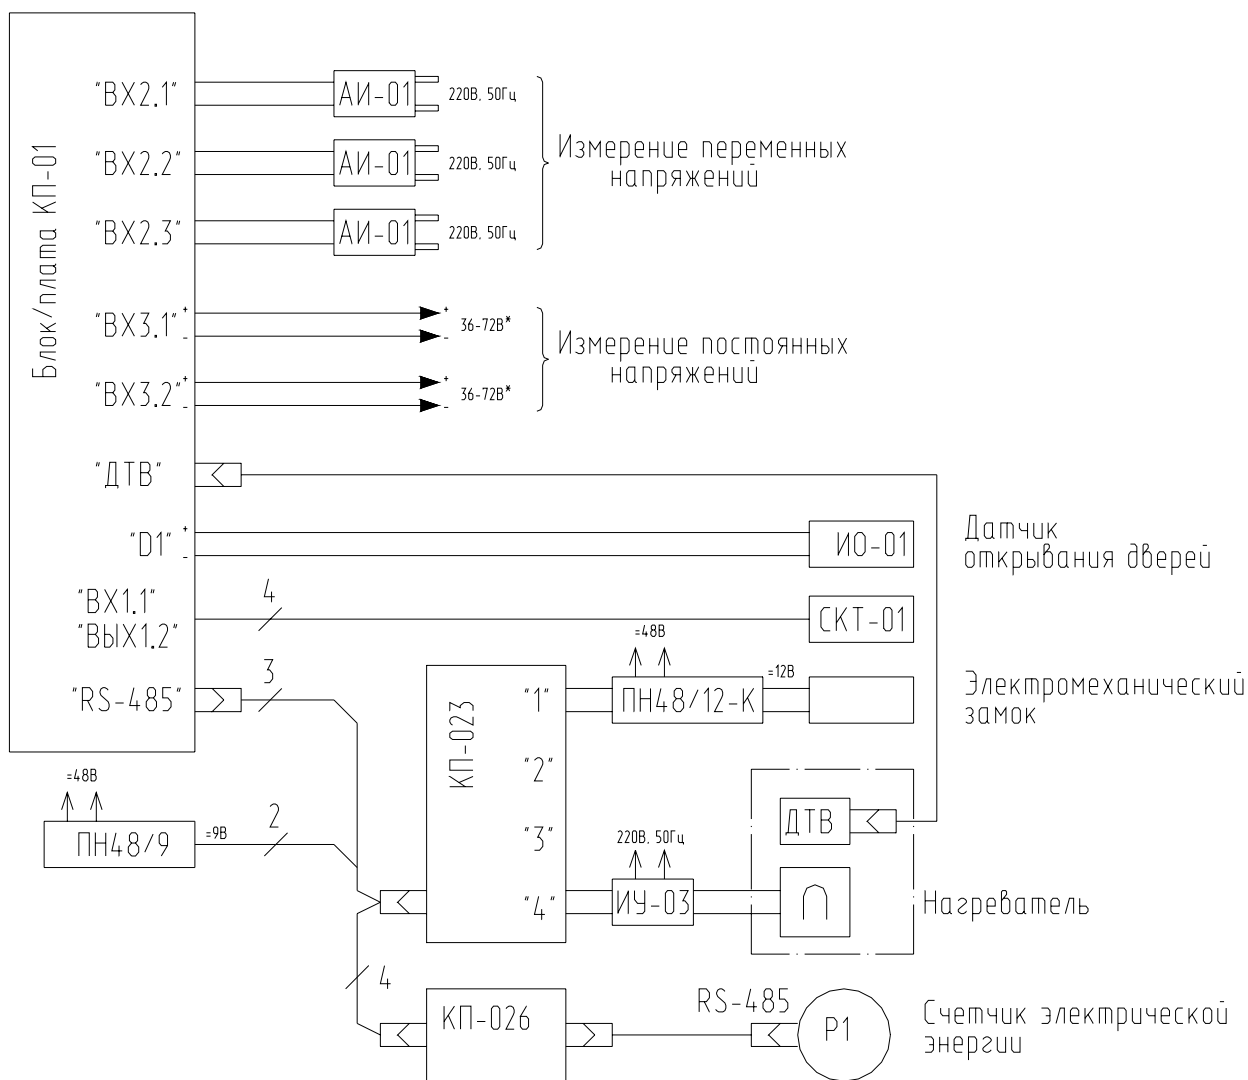 Блок/плата КП-01
"ВХ2.1"
АИ-01
220В, 50Гц
"ВХ2.2"
АИ-01
220В, 50Гц
"ВХ2.3"
АИ-01
220В, 50Гц
Измерение переменных
напряжений
"ВХ3.1"
+
-
+
-
36-72В*
"ВХ3.2"
+
-
+
-
36-72В*
Измерение постоянных
напряжений
"ДТВ"
"D1"
+
-
ИО-01
Датчик
открывания дверей
"ВХ1.1"
"ВЫХ1.2"
4
СКТ-01
"RS-485"
3
КП-023
"1"
"2"
"3"
"4"
=48В
ПН48/12-К
=12В
Электромеханический
замок
=48В
ПН48/9
=9В
2
220В, 50Гц
ИУ-03
ДТВ
Нагреватель
4
КП-026
RS-485
Р1
Счетчик электрической
энергии